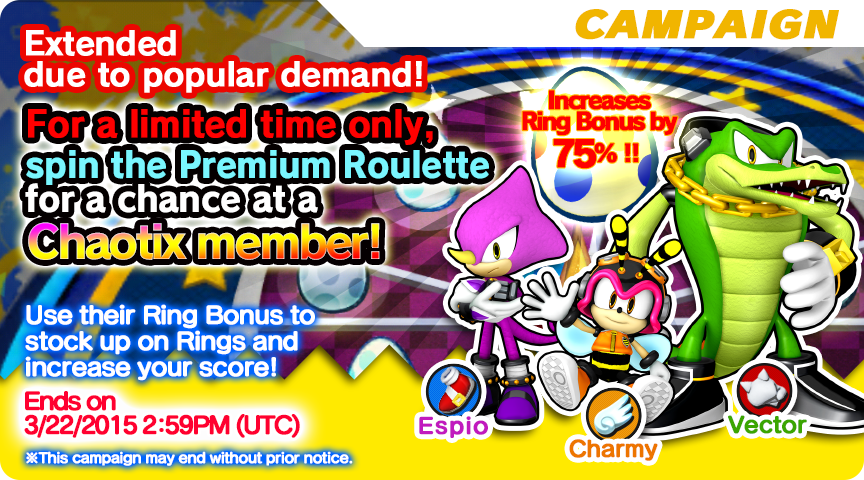 CAMPAIGN
Extended
due to popular demand!
For a limited time only,
spin the Premium Roulette
for a chance at a
Chaotix member!
Increases
Ring Bonus by
75% !!
Use their Ring Bonus to
stock up on Rings and
increase your score!
Ends on
3/22/2015 2:59PM (UTC)
※This campaign may end without prior notice.
Espio
Charmy
Vector